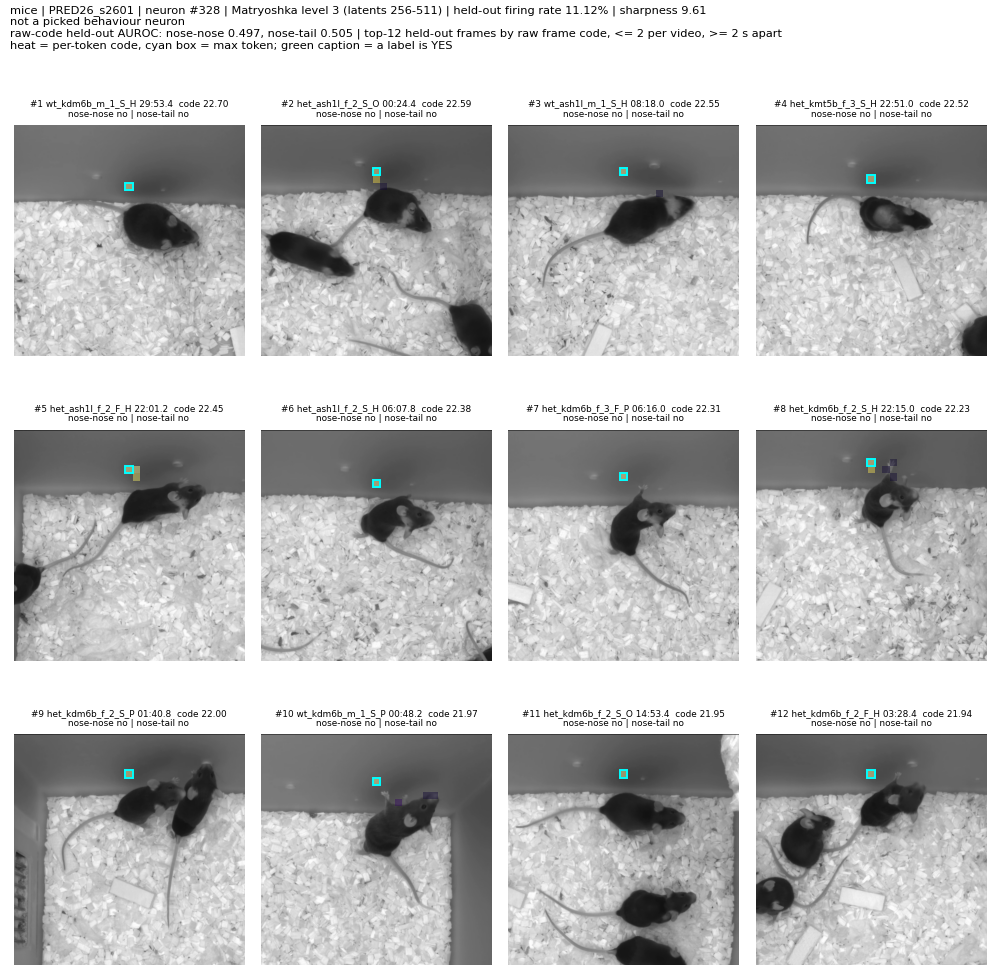 mice | PRED26_s2601 | neuron #328 | Matryoshka level 3 (latents 256-511) | held-out firing rate 11.12% | sharpness 9.61
not a picked behaviour neuron
raw-code held-out AUROC: nose-nose 0.497, nose-tail 0.505 | top-12 held-out frames by raw frame code, <= 2 per video, >= 2 s apart
heat = per-token code, cyan box = max token; green caption = a label is YES
#1 wt_kdm6b_m_1_S_H 29:53.4 code 22.70
nose-nose no | nose-tail no
#2 het_ash1l_f_2_S_O 00:24.4 code 22.59
nose-nose no | nose-tail no
#3 wt_ash1l_m_1_S_H 08:18.0 code 22.55
nose-nose no | nose-tail no
#4 het_kmt5b_f_3_S_H 22:51.0 code 22.52
nose-nose no | nose-tail no
#5 het_ash1l_f_2_F_H 22:01.2 code 22.45
nose-nose no | nose-tail no
#6 het_ash1l_f_2_S_H 06:07.8 code 22.38
nose-nose no | nose-tail no
#7 het_kdm6b_f_3_F_P 06:16.0 code 22.31
nose-nose no | nose-tail no
#8 het_kdm6b_f_2_S_H 22:15.0 code 22.23
nose-nose no | nose-tail no
#9 het_kdm6b_f_2_S_P 01:40.8 code 22.00
nose-nose no | nose-tail no
#10 wt_kdm6b_m_1_S_P 00:48.2 code 21.97
nose-nose no | nose-tail no
#11 het_kdm6b_f_2_S_O 14:53.4 code 21.95
nose-nose no | nose-tail no
#12 het_kdm6b_f_2_F_H 03:28.4 code 21.94
nose-nose no | nose-tail no